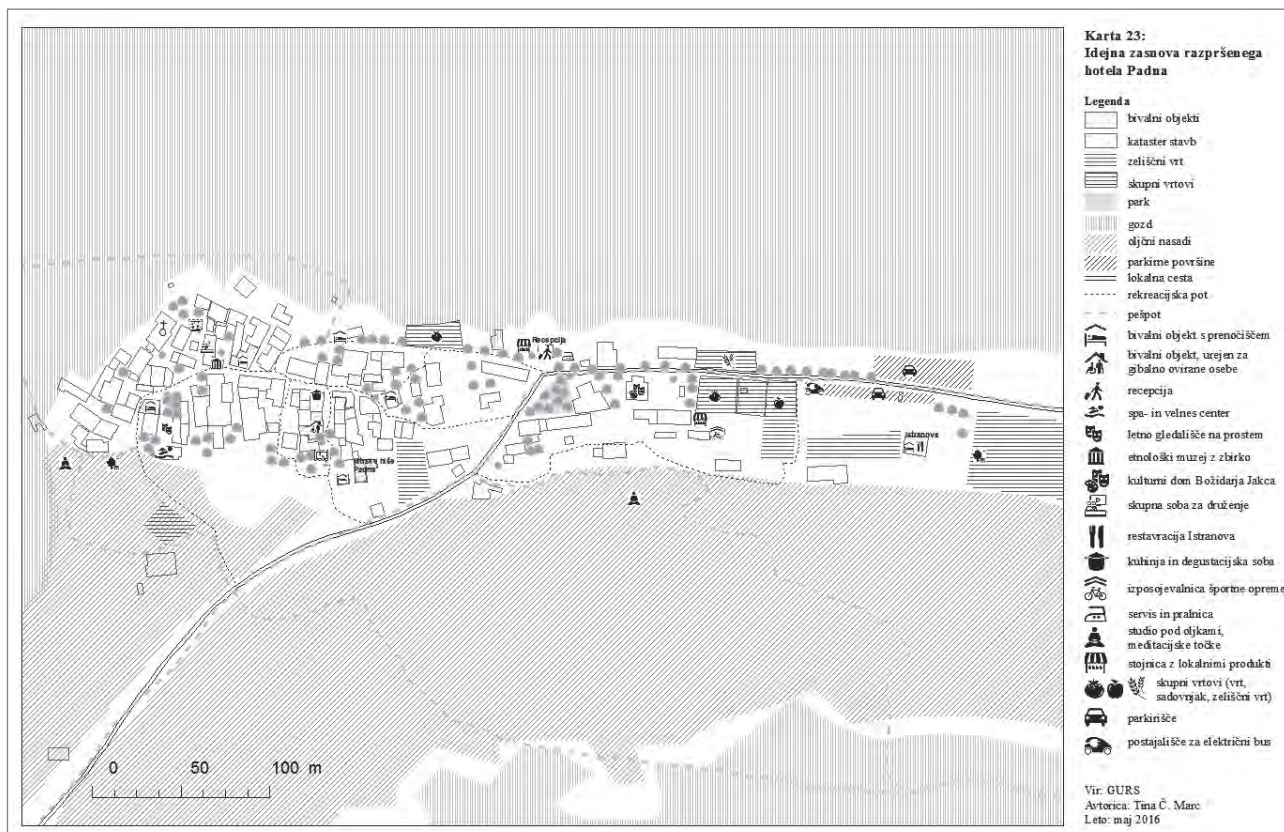 Karta 23:
Idejna zasnova razpršenega
hotela Padna
Legenda
bivalni objekti
kataster stavb
zeliščni vrt
skupni vrtovi
park
gozd
oljčni nasadi
parkirne površine
lokalna cesta
rekreacijska pot
pešpot
bivalni objekt s prenočiščem
bivalni objekt, urejen za
gibalno ovirane osebe
recepcija
spa- in velnes center
letno gledališče na prostem
etnološki muzej z zbirko
kulturni dom Božidarja Jakca
skupna soba za druženje
restavracija Istranova
kuhinja in degustacijska soba
izposojevalnica športne opreme
servis in pralnica
studio pod oljkami,
meditacijske točke
stojnica z lokalnimi produkti
skupni vrtovi (vrt,
sadovnjak, zeliščni vrt)
parkirišče
postajališče za električni bus
Vir: GURS
Avtorica: Tina Č. Marc
Leto: maj 2016
Recepcija
Istranova
hiše
Padna
0 50 100 m